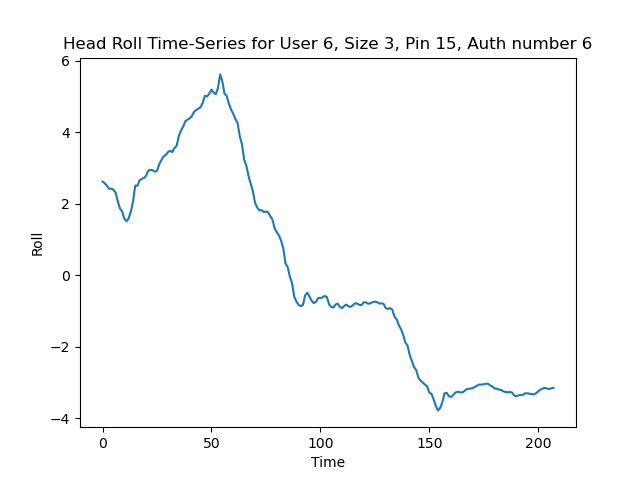 Head Roll Time-Series for User 6, Size 3, Pin 15, Auth number 6
6
4
2
0
−2
−4
Roll
0 50 100 150 200
Time